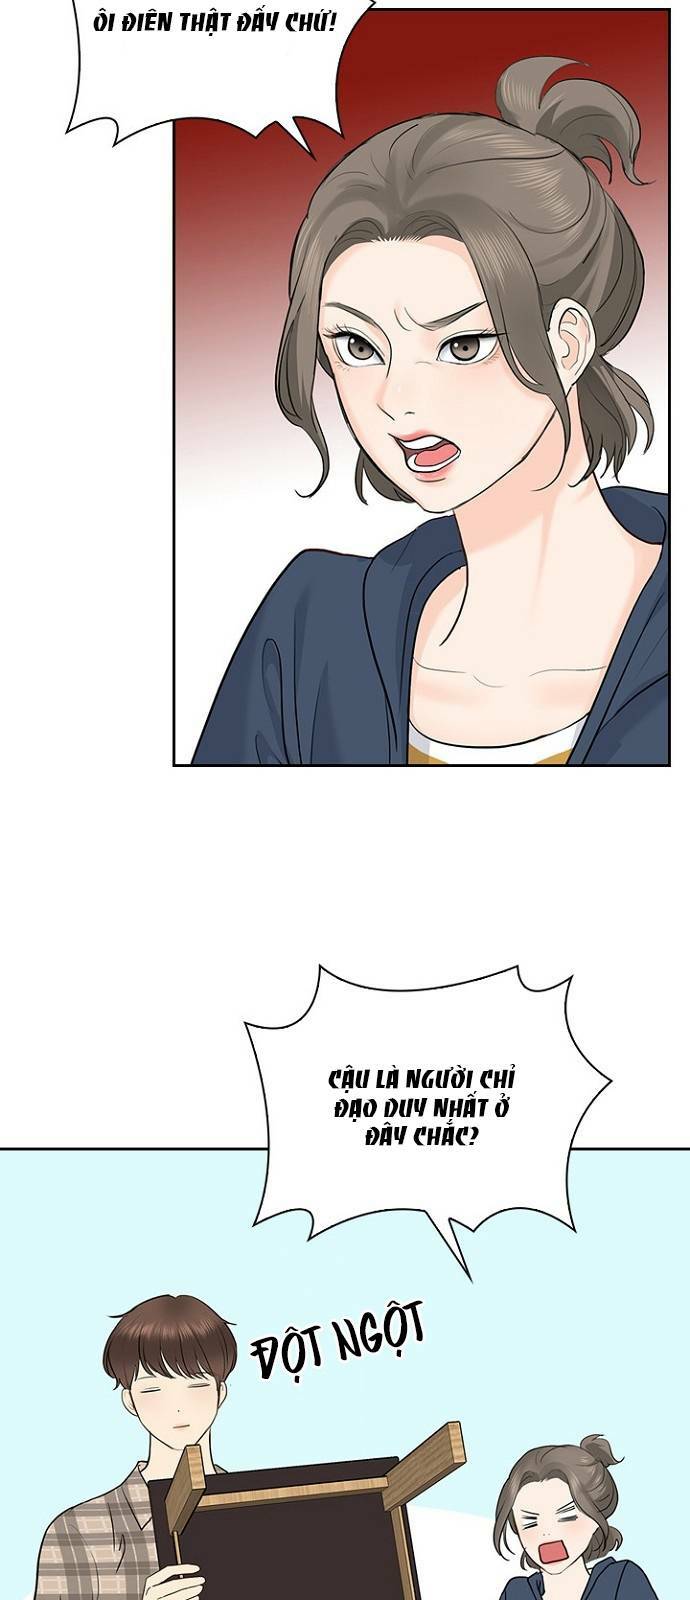 ÔI ĐIÊN THẬT ĐẤY CHỨ!
CẬU LÀ NGƯỜI CHỈ
ĐẠO DUY NHẤT Ở
ĐÂY CHẮC?
ĐỘT NGỘT